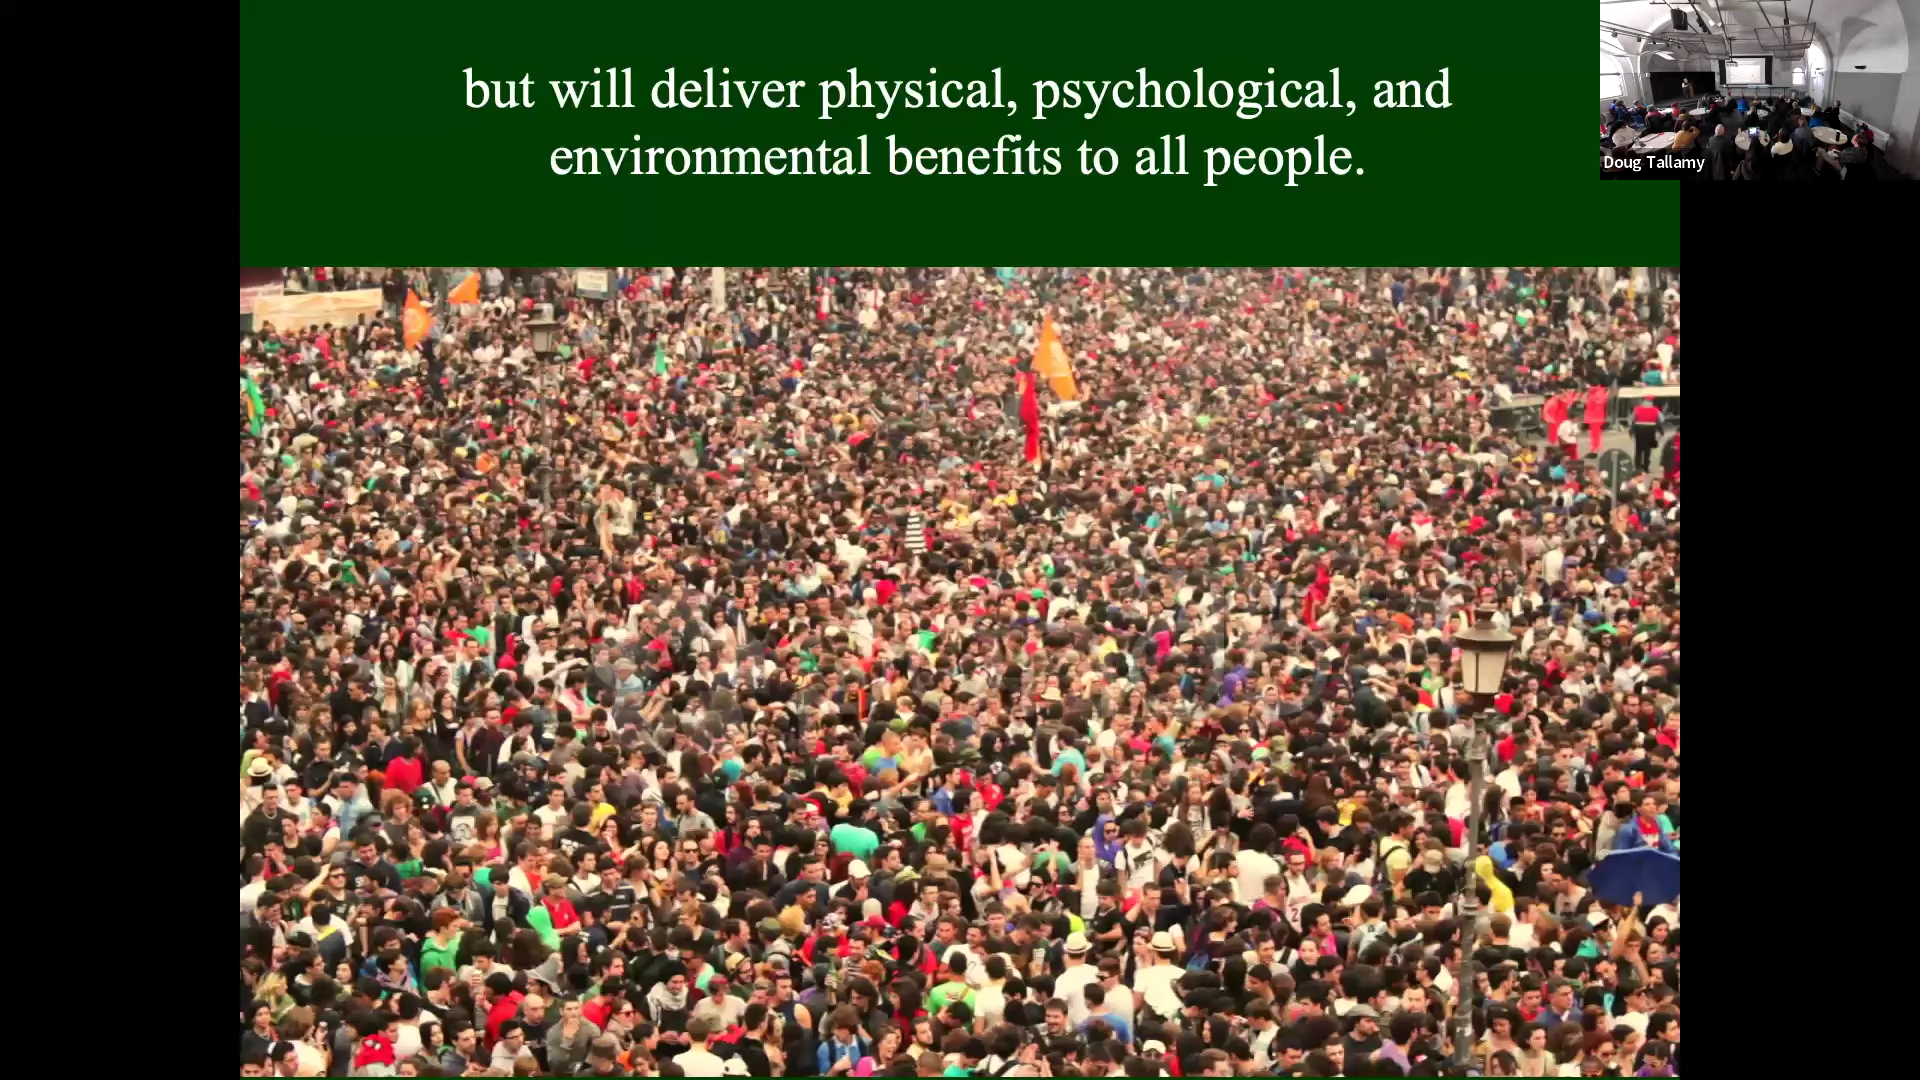 but will deliver physical, psychological, and
environmental benefits to all people.
Doug Tallamy